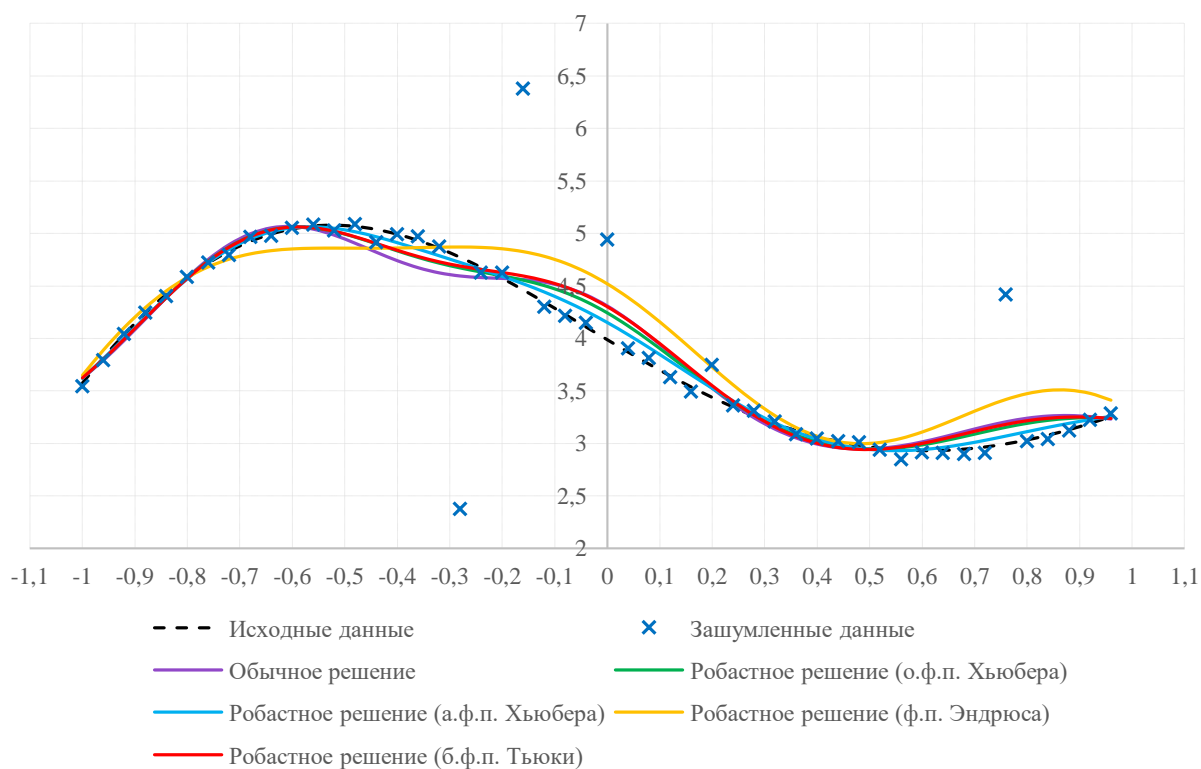 7
6,5
6
5,5
5
4,5
4
3,5
3
2,5
2
-1,1 -1 -0,9 -0,8 -0,7 -0,6 -0,5 -0,4 -0,3 -0,2 -0,1 0 0,1 0,2 0,3 0,4 0,5 0,6 0,7 0,8 0,9 1 1,1
Исходные данные Зашумленные данные
Обычное решение Робастное решение (о.ф.п. Хьюбера)
Робастное решение (а.ф.п. Хьюбера) Робастное решение (ф.п. Эндрюса)
Робастное решение (б.ф.п. Тьюки)